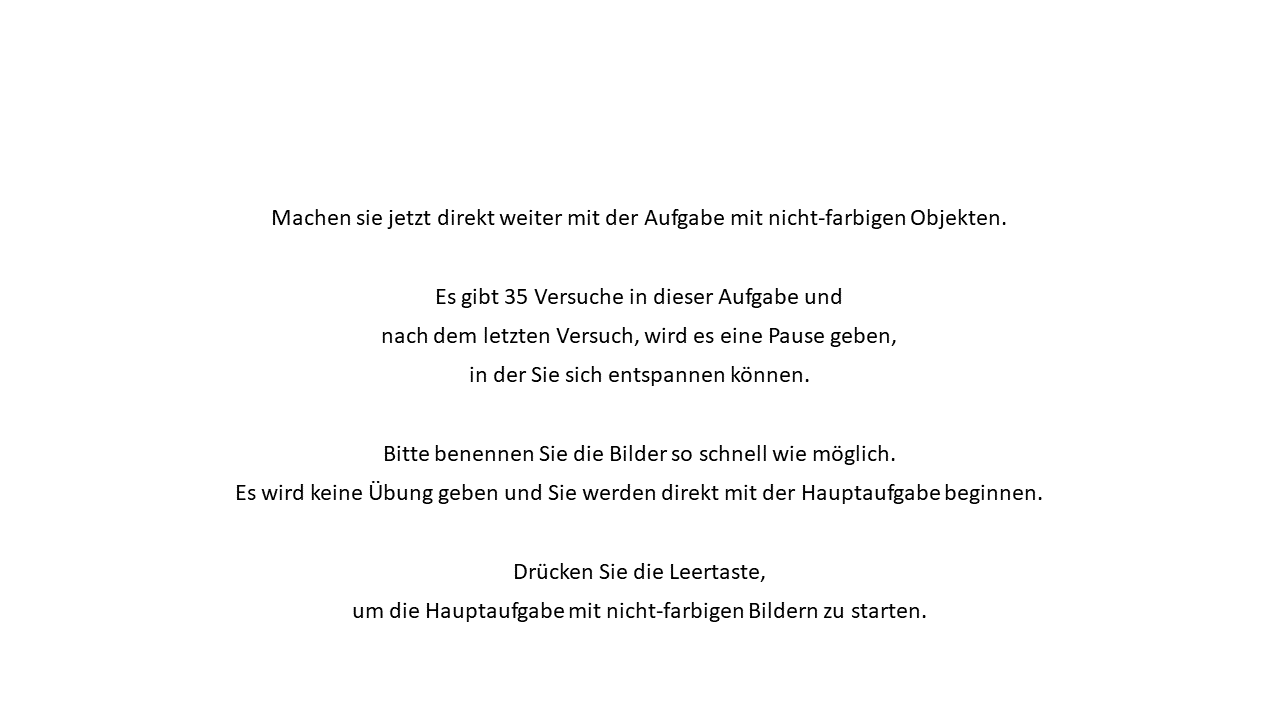 Machen sie jetzt direkt weiter mit der Aufgabe mit nicht-farbigen Objekten.
Es gibt 35 Versuche in dieser Aufgabe und
nach dem letzten Versuch, wird es eine Pause geben,
in der Sie sich entspannen können.
Bitte benennen Sie die Bilder so schnell wie möglich.
Es wird keine Übung geben und Sie werden direkt mit der Hauptaufgabe beginnen.
Drücken Sie die Leertaste,
um die Hauptaufgabe mit nicht-farbigen Bildern zu starten.